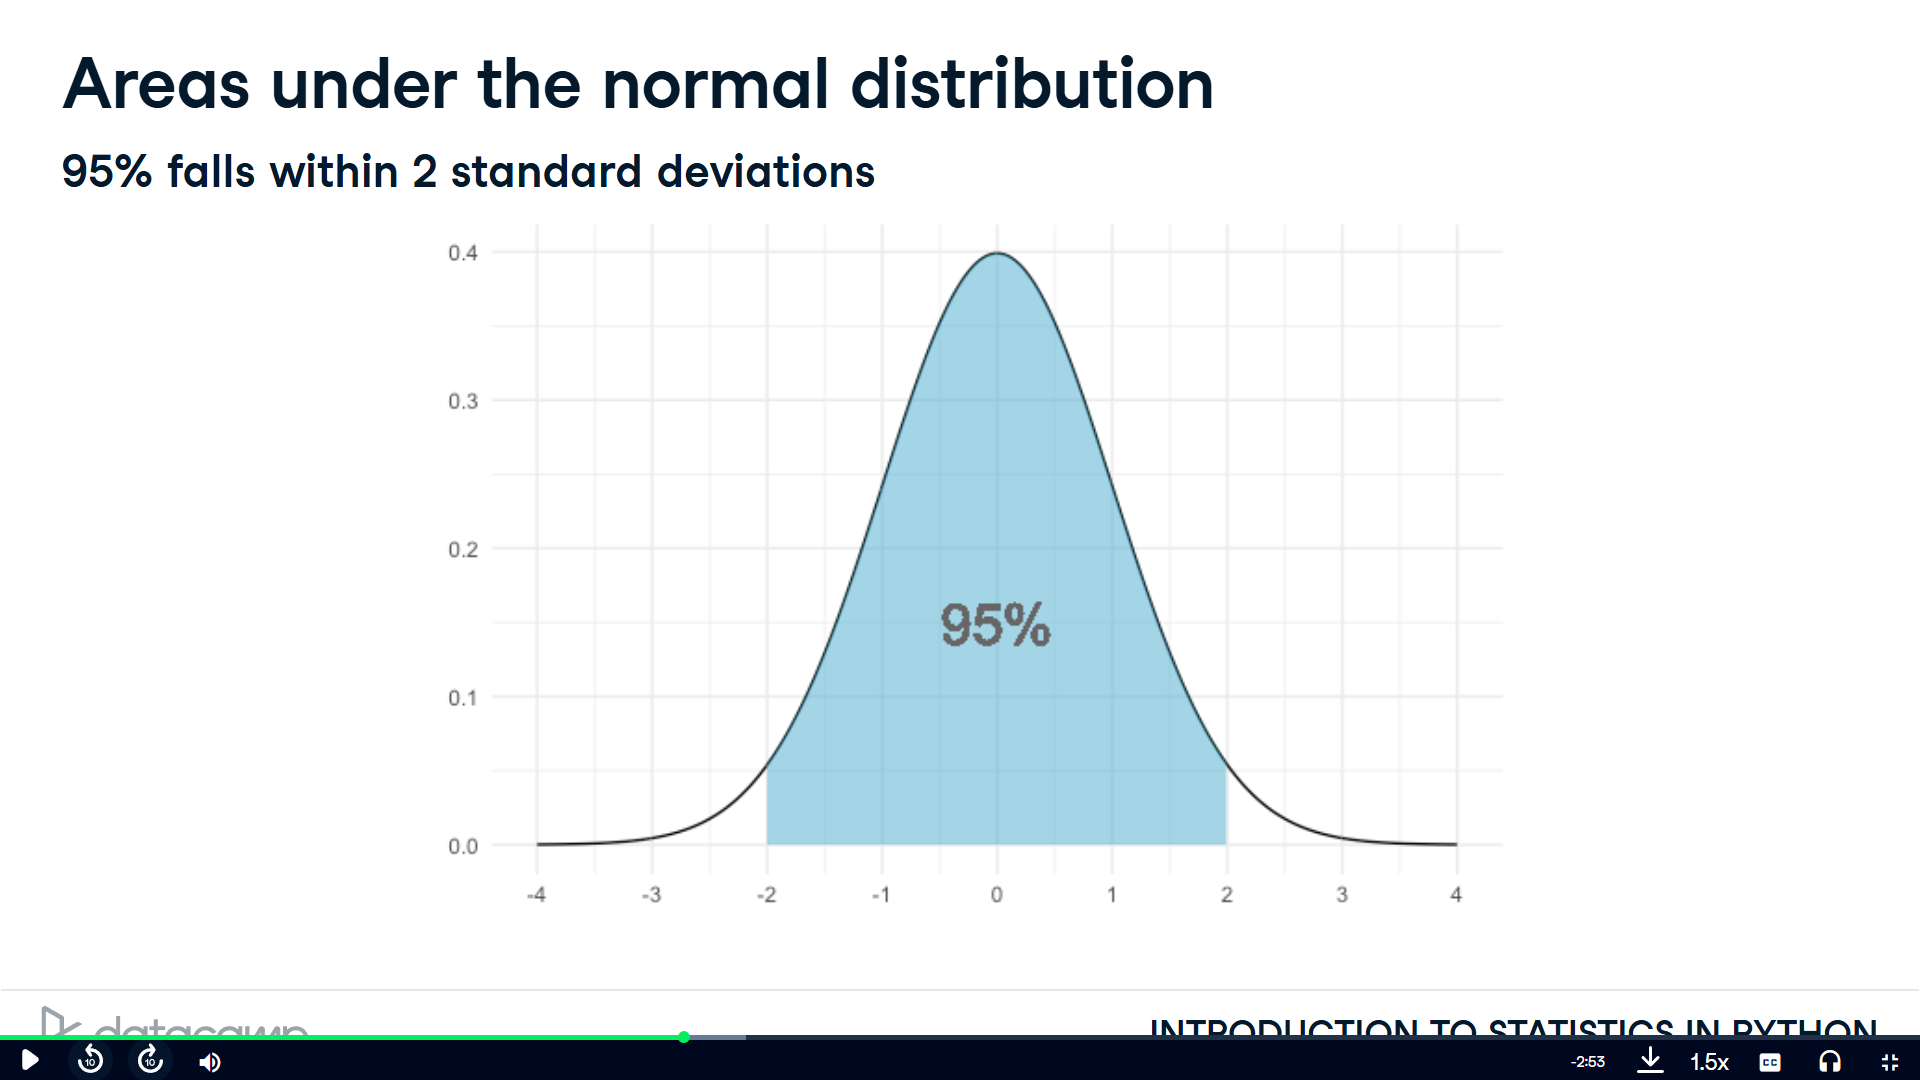 Areas under the normal distribution
95% falls within 2 standard deviations
0.4
0.3
0.2
0.1
0.0
95%
-4 -3 -2 -1 0 1 2 3 4
datacamp INTRODUCTION TO STATISTICS IN PYTHON
10 10 -2:53 1.5x CC